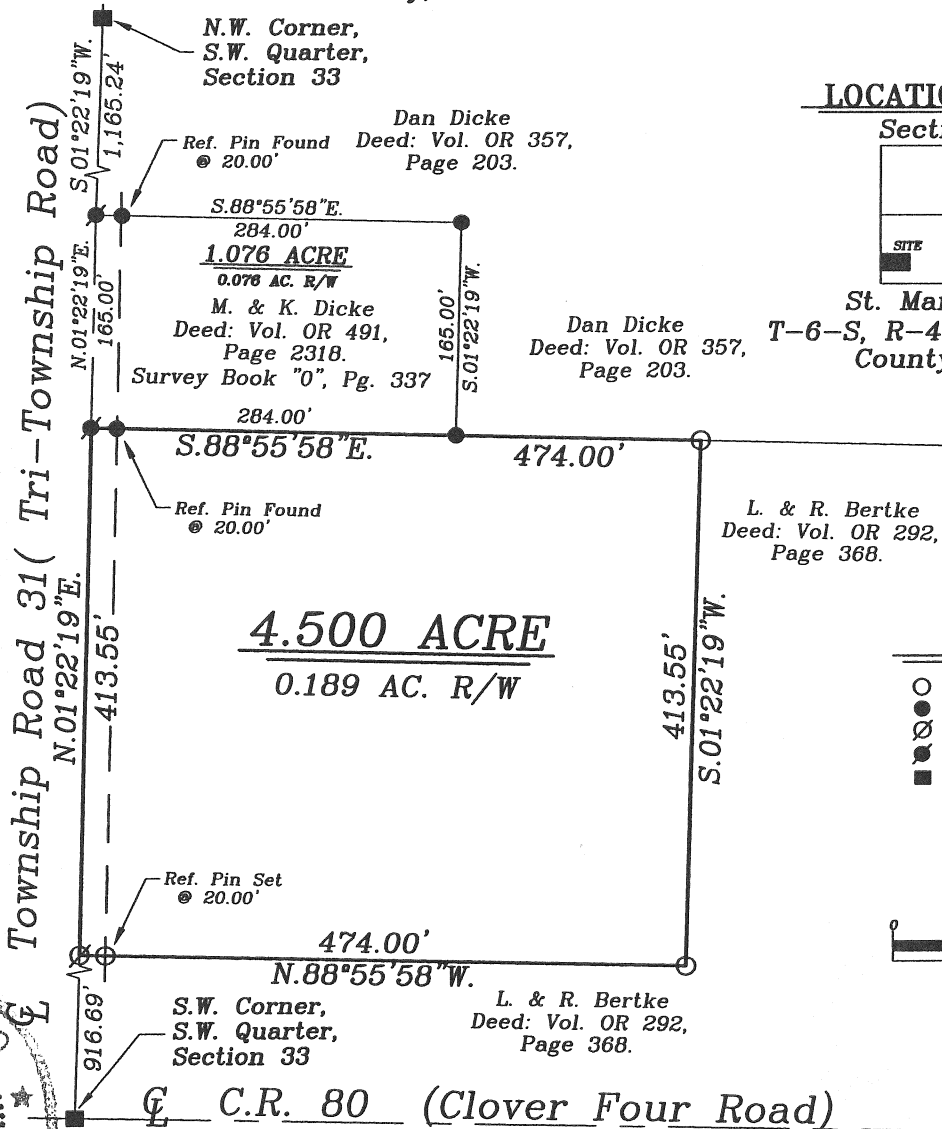 N.W. Corner,
S.W. Quarter,
Section 33
S.01°22'19"W.
1,165.24'
LOCATIO
Secti
SITE
St. Mar
T-6-S, R-4
County
Dan Dicke
Deed: Vol. OR 357,
Page 203.
Ref. Pin Found
@ 20.00'
S.88°55'58"E.
284.00'
1.076 ACRE
0.076 AC. R/W
M. & K. Dicke
Deed: Vol. OR 491,
Page 2318.
Survey Book "0", Pg. 337
N.01°22'19"E.
165.00'
165.00'
S.01°22'19"W.
Dan Dicke
Deed: Vol. OR 357,
Page 203.
284.00'
S.88°55'58"E.
474.00'
Ref. Pin Found
@ 20.00'
L. & R. Bertke
Deed: Vol. OR 292,
Page 368.
CL Township Road 31( Tri-Township Road)
N.01°22'19"E.
413.55'
4.500 ACRE
0.189 AC. R/W
413.55'
S.01°22'19"W.
Ref. Pin Set
@ 20.00'
474.00'
N.88°55'58"W.
0
916.69'
S.W. Corner,
S.W. Quarter,
Section 33
L. & R. Bertke
Deed: Vol. OR 292,
Page 368.
CL C.R. 80 (Clover Four Road)